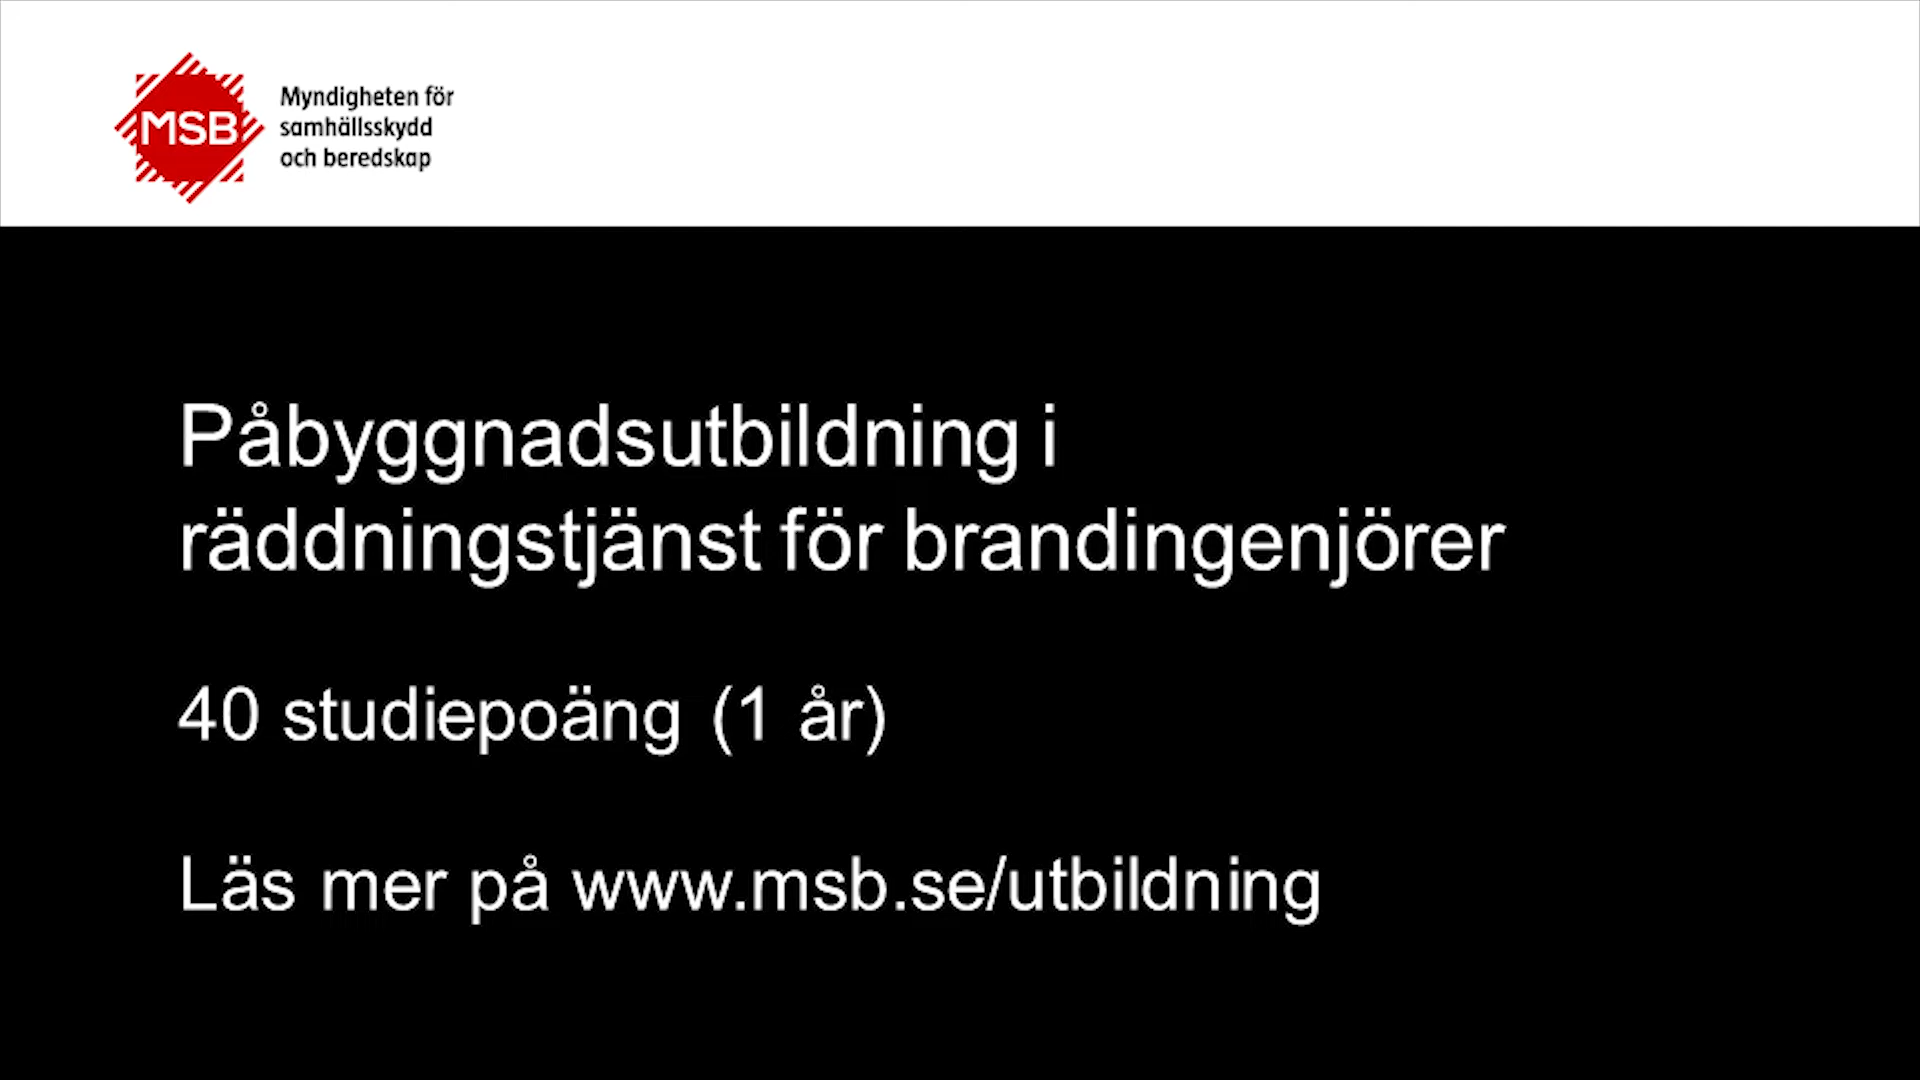 MSB
Myndigheten för
samhällsskydd
och beredskap
Påbyggnadsutbildning i
räddningstjänst för brandingenjörer
40 studiepoäng (1 år)
Läs mer på www.msb.se/utbildning